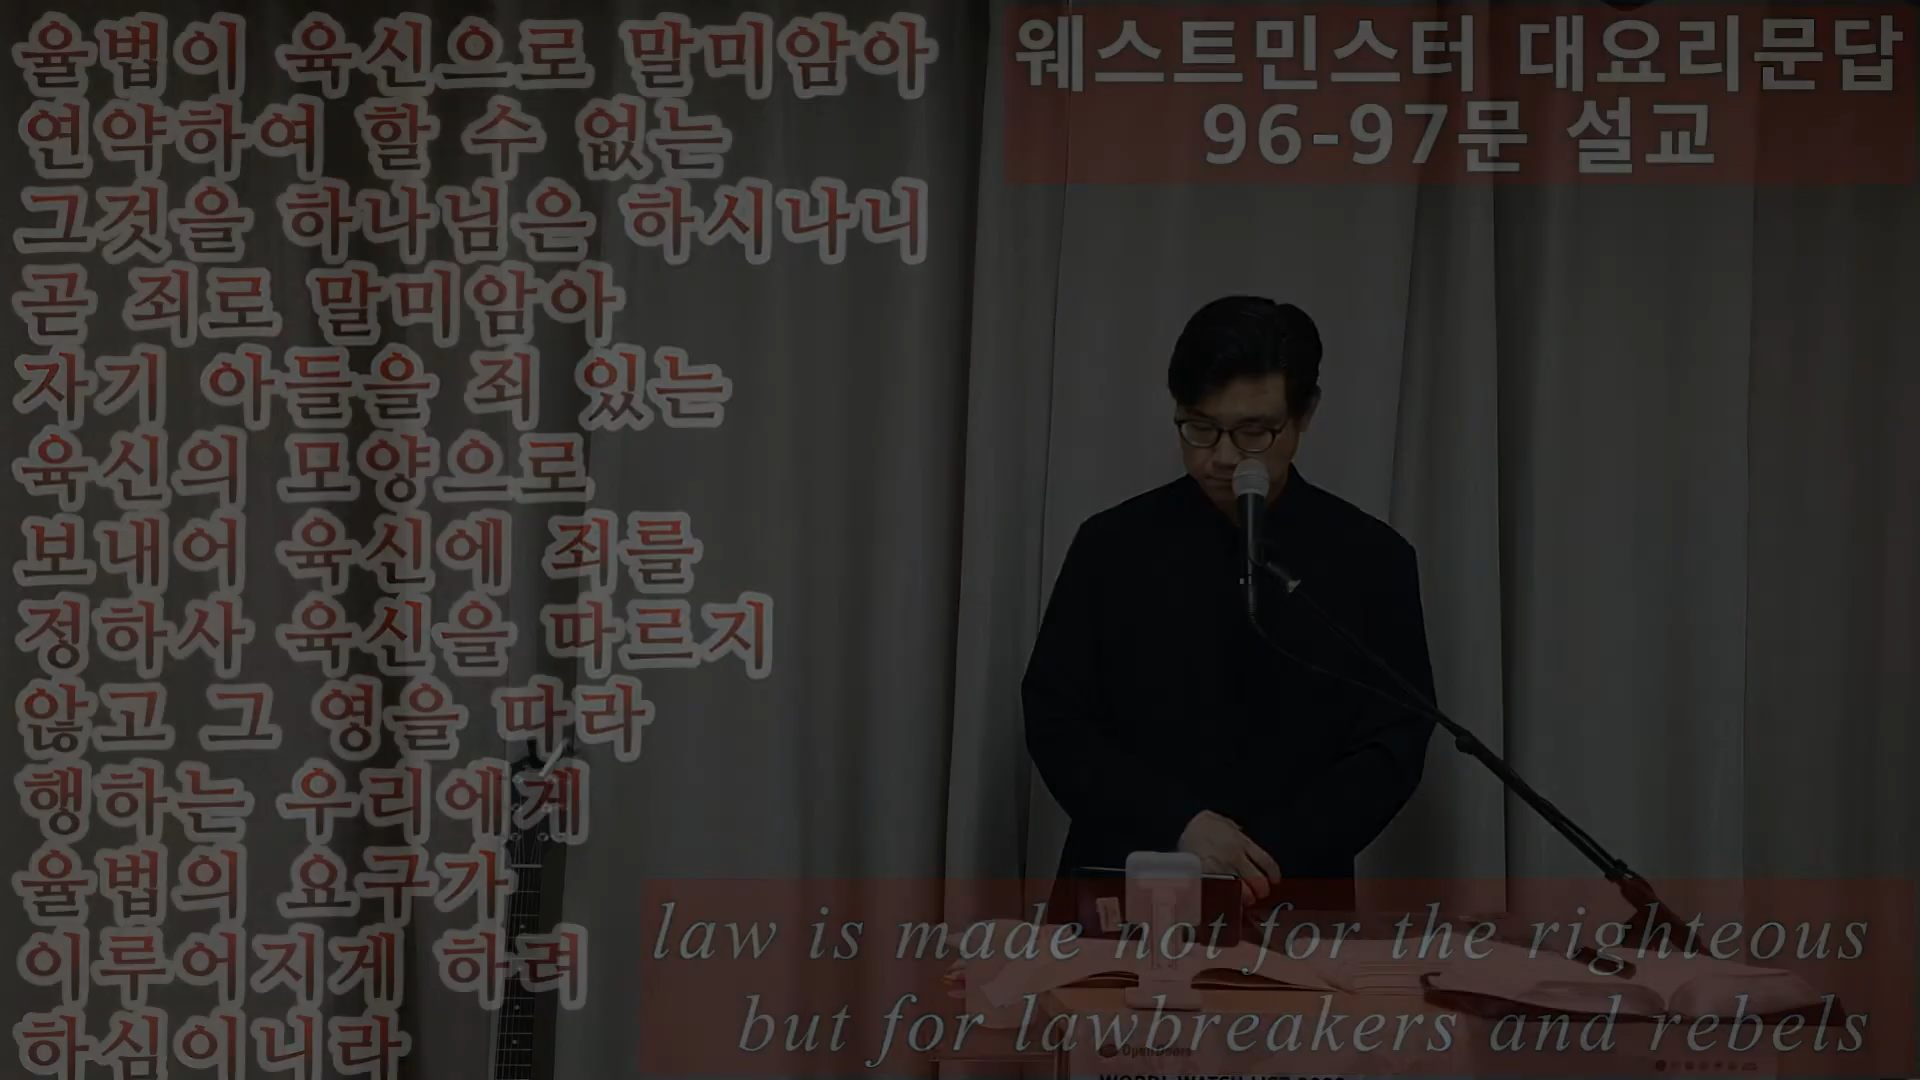 율법이 육신으로 말미암아
연약하여 할 수 없는
그것을 하나님은 하시나니
곧 죄로 말미암아
자기 아들을 죄 있는
육신의 모양으로
보내어 육신에 죄를
정하사 육신을 따르지
않고 그 영을 따라
행하는 우리에게
율법의 요구가
이루어지게 하려
하심이니라
웨스트민스터 대요리문답
96-97문 설교
law is made not for the righteous
but for lawbreakers and rebels
OpenDoors